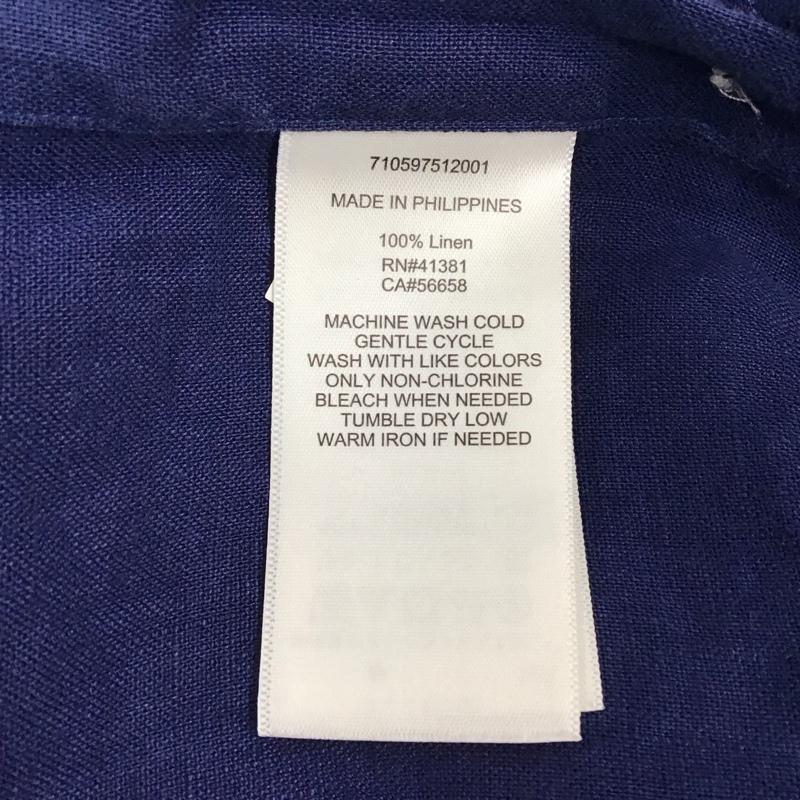 710597512001
MADE IN PHILIPPINES
100% Linen
RN#41381
CA#56658
MACHINE WASH COLD
GENTLE CYCLE
WASH WITH LIKE COLORS
ONLY NON-CHLORINE
BLEACH WHEN NEEDED
TUMBLE DRY LOW
WARM IRON IF NEEDED